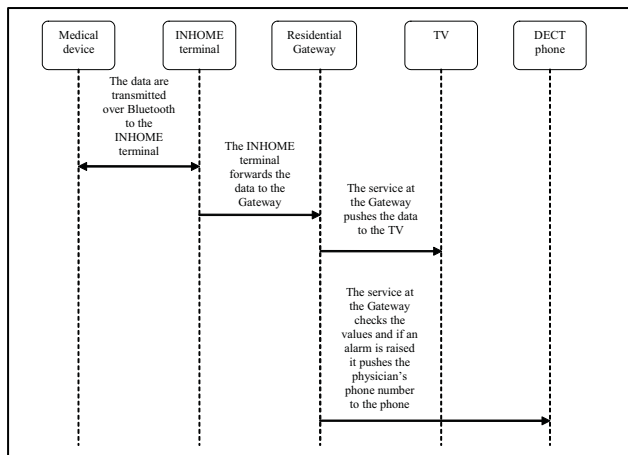 Medical
device
INHOME
terminal
Residential
Gateway
TV
DECT
phone
The data are
transmitted
over Bluetooth
to the
INHOME
terminal
The INHOME
terminal
forwards the
data to the
Gateway
The service at
the Gateway
pushes the data
to the TV
The service at
the Gateway
checks the
values and if an
alarm is raised
it pushes the
physician's
phone number
to the phone